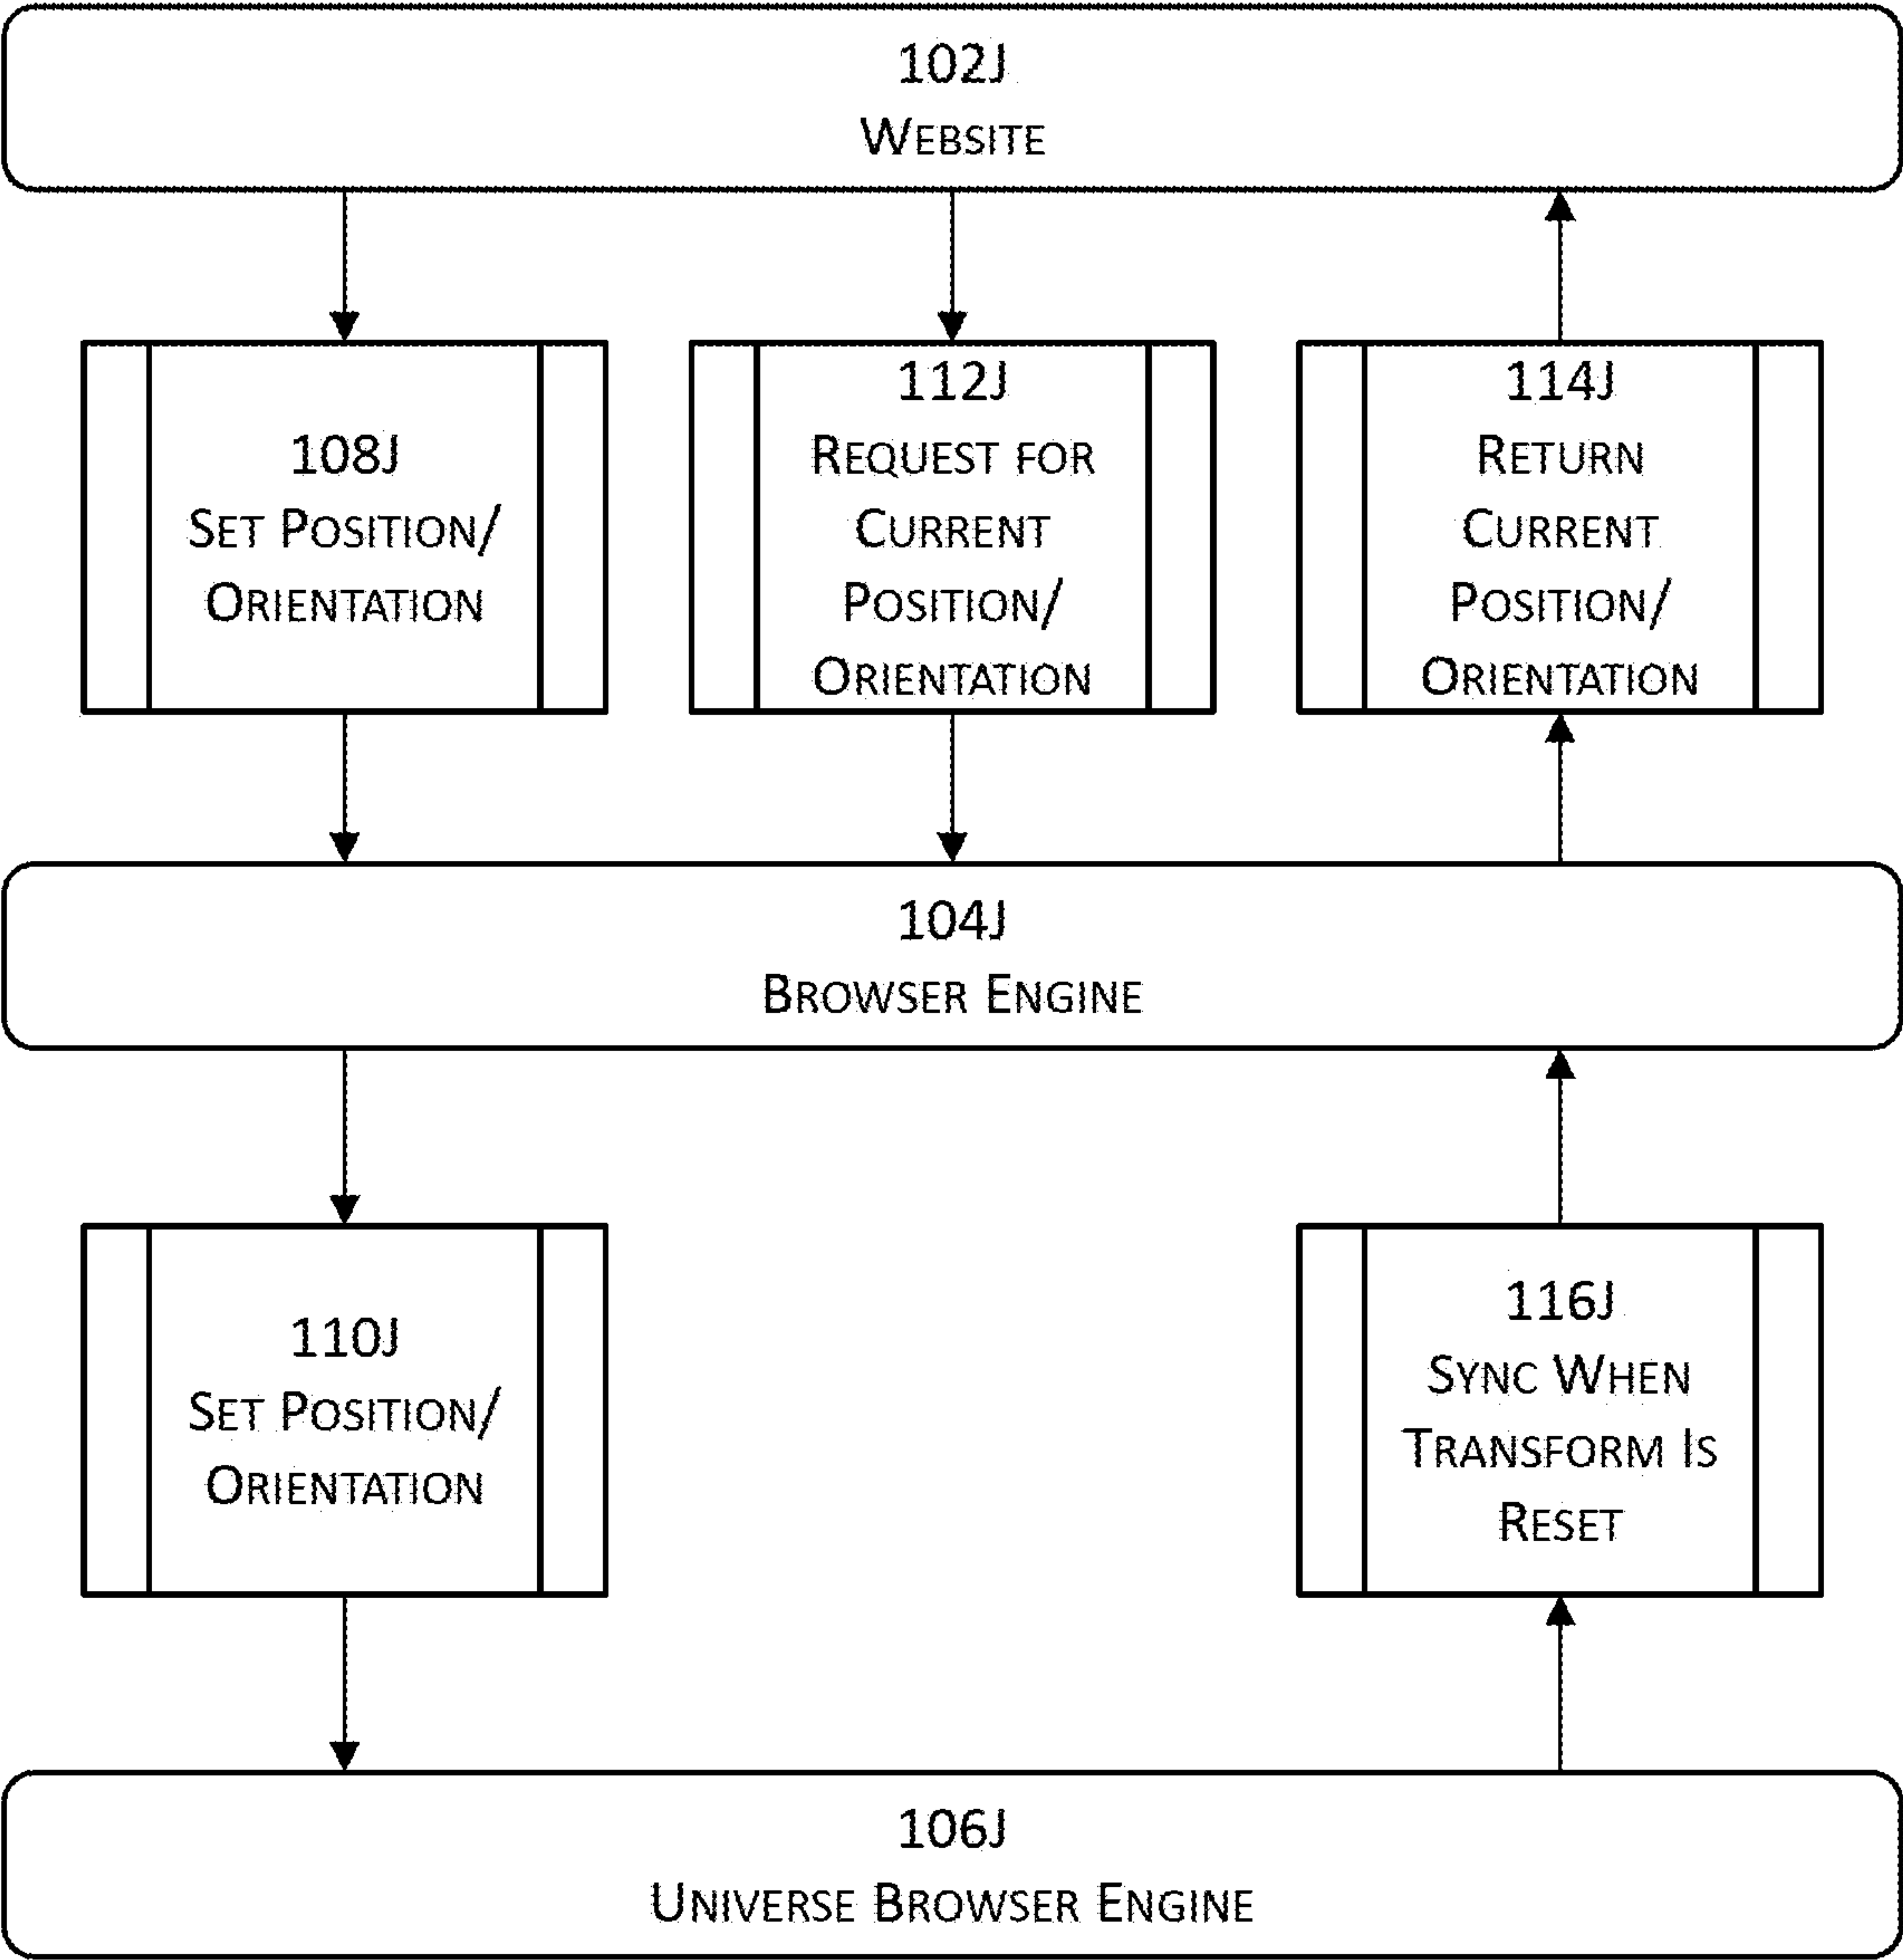 102J
WEBSITE
108J
SET POSITION/
ORIENTATION
112J
REQUEST FOR
CURRENT
POSITION/
ORIENTATION
114J
RETURN
CURRENT
POSITION/
ORIENTATION
104J
BROWSER ENGINE
110J
SET POSITION/
ORIENTATION
116J
SYNC WHEN
TRANSFORM IS
RESET
106J
UNIVERSE BROWSER ENGINE